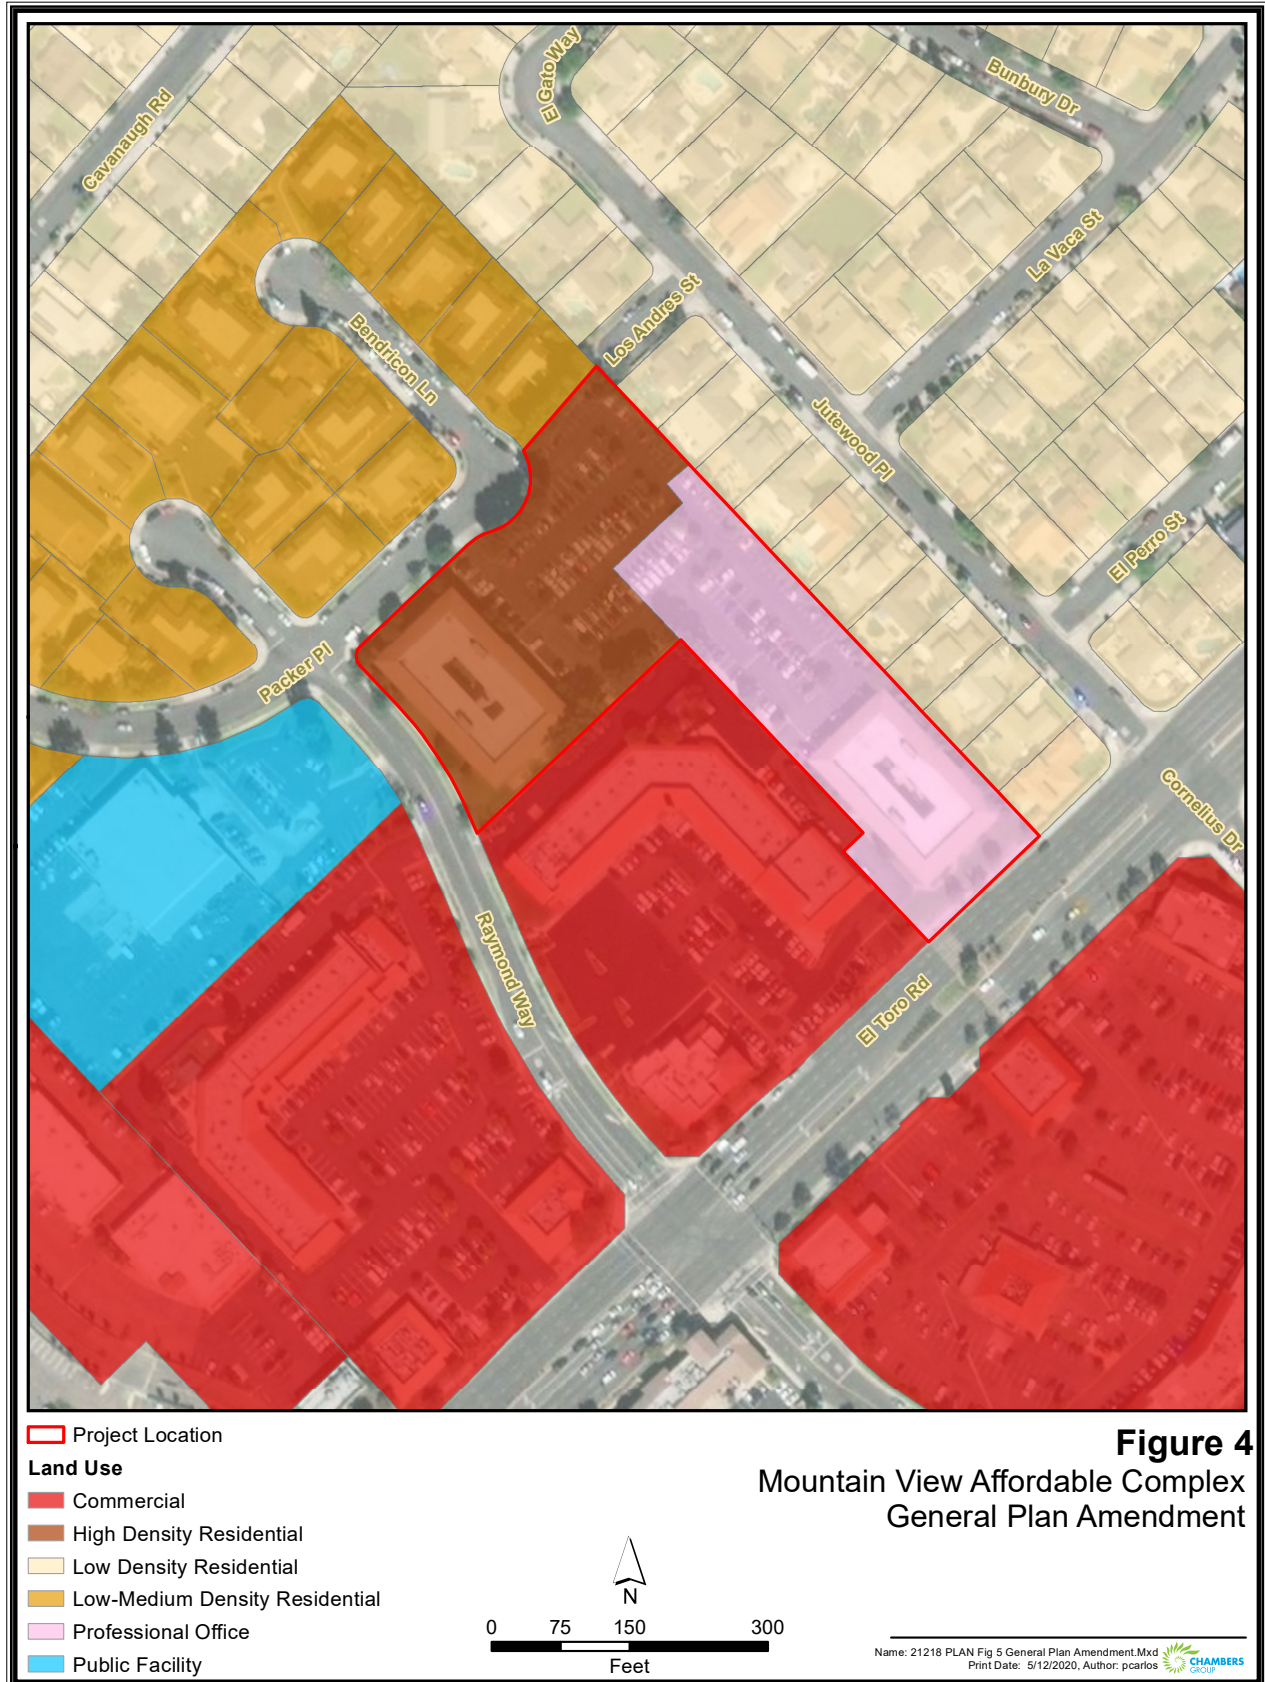 El Gato Way
Bunbury Dr
Cavanaugh Rd
La Vaca St
Los Andres St
Bendricon Ln
Jutewood Pl
El Perro St
Packer Pl
Cornelius Dr
Raymond Way
El Toro Rd
Project Location
Land Use
Commercial
High Density Residential
Low Density Residential
Low-Medium Density Residential
Professional Office
Public Facility
N
0 75 150 300
Feet
Figure 4
Mountain View Affordable Complex
General Plan Amendment
Name: 21218 PLAN Fig 5 General Plan Amendment.Mxd
Print Date: 5/12/2020, Author: pcarlos
CHAMBERS
GROUP